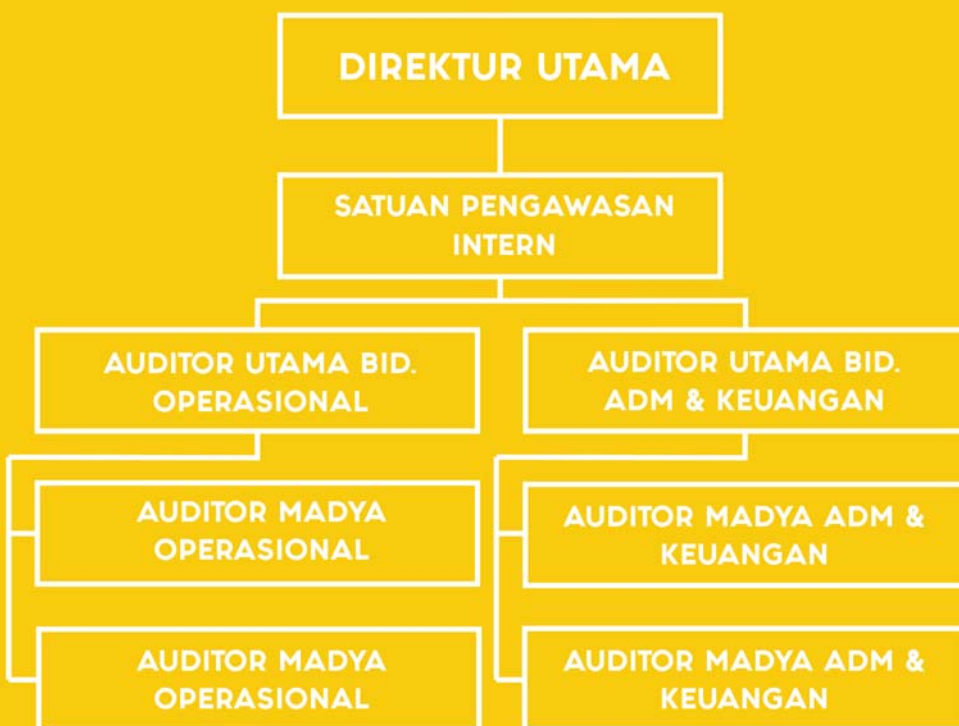 DIREKTUR UTAMA
SATUAN PENGAWASAN
INTERN
AUDITOR UTAMA BID.
OPERASIONAL
AUDITOR UTAMA BID.
ADM & KEUANGAN
AUDITOR MADYA
OPERASIONAL
AUDITOR MADYA ADM &
KEUANGAN
AUDITOR MADYA
OPERASIONAL
AUDITOR MADYA ADM &
KEUANGAN